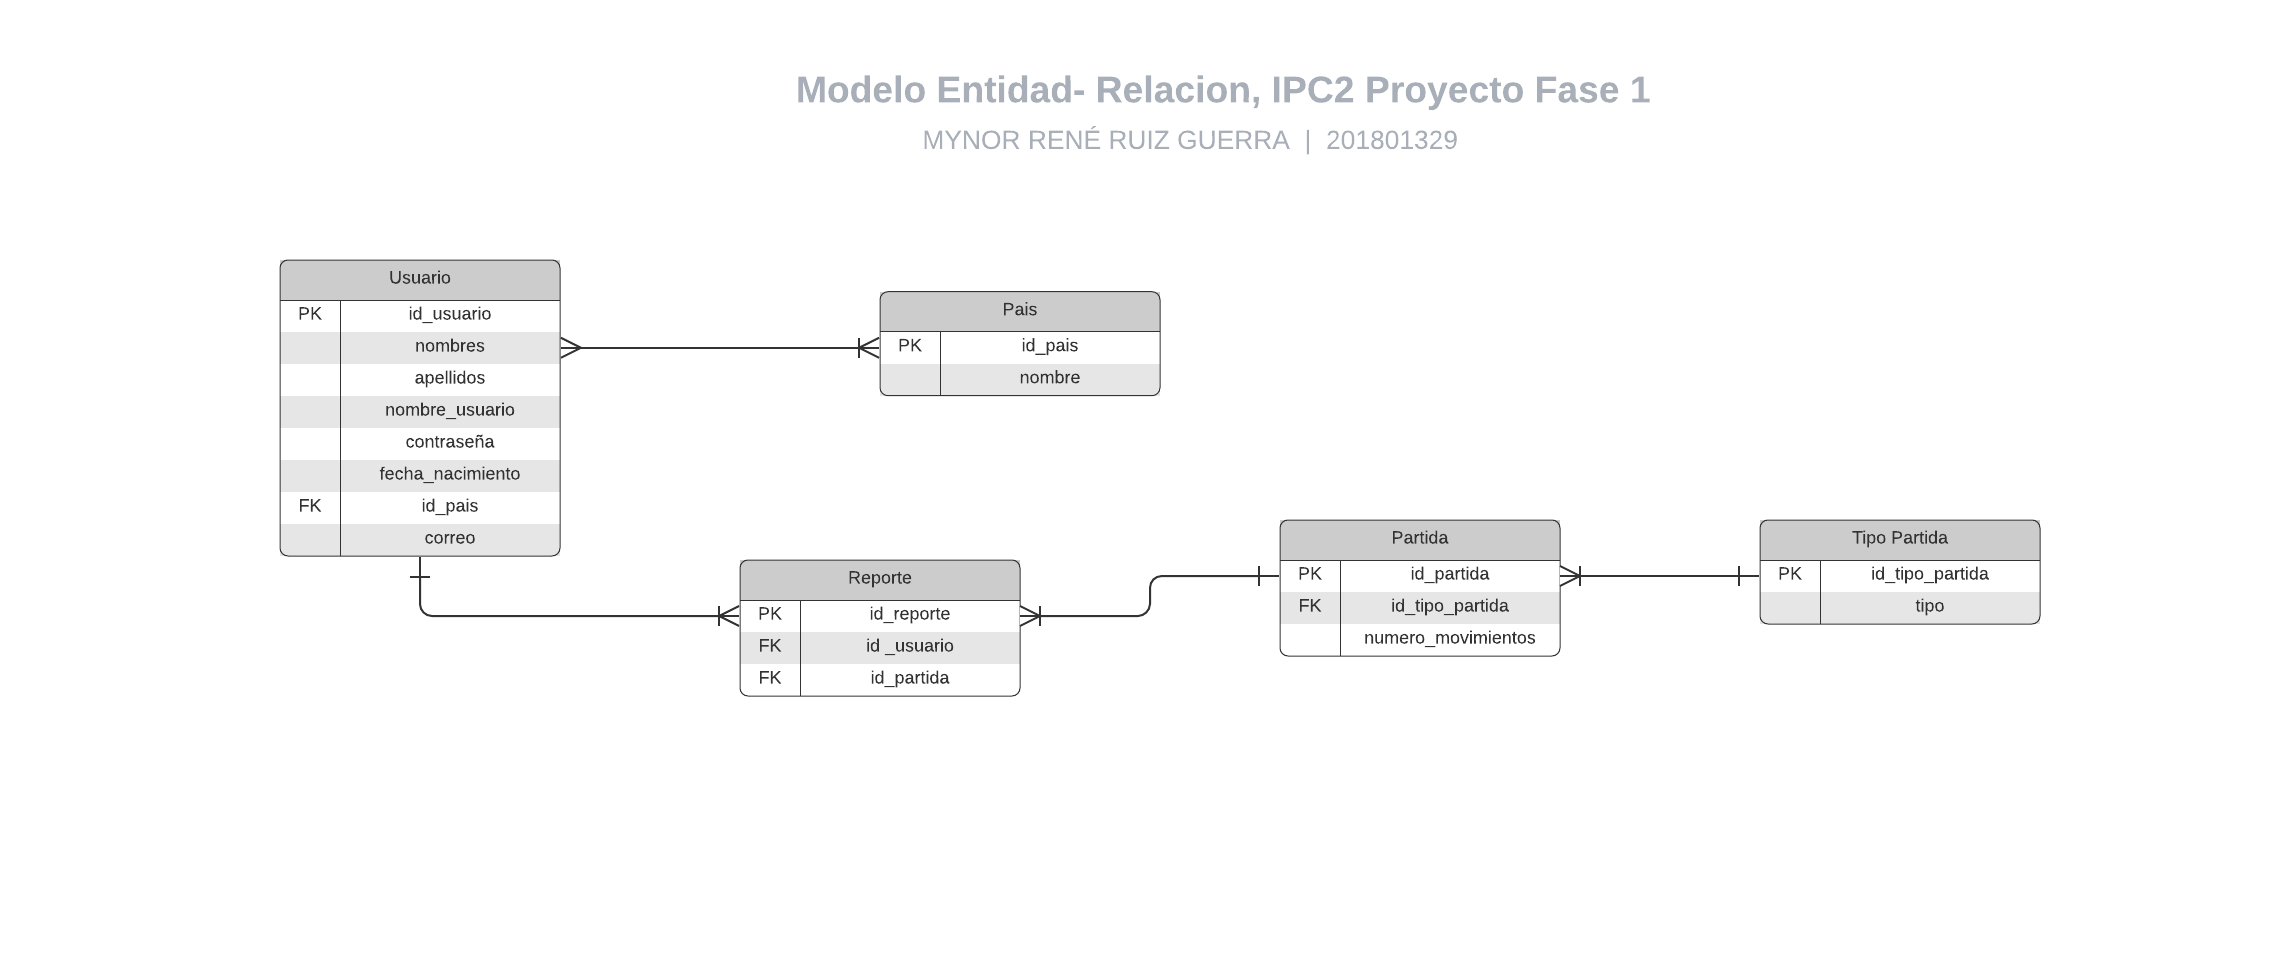 Modelo Entidad- Relacion, IPC2 Proyecto Fase 1
MYNOR RENÉ RUIZ GUERRA | 201801329
Usuario
PK id_usuario
nombres
apellidos
nombre_usuario
contraseña
fecha_nacimiento
FK id_pais
correo
Pais
PK id_pais
nombre
Reporte
PK id_reporte
FK id _usuario
FK id_partida
Partida
PK id_partida
FK id_tipo_partida
numero_movimientos
Tipo Partida
PK id_tipo_partida
tipo